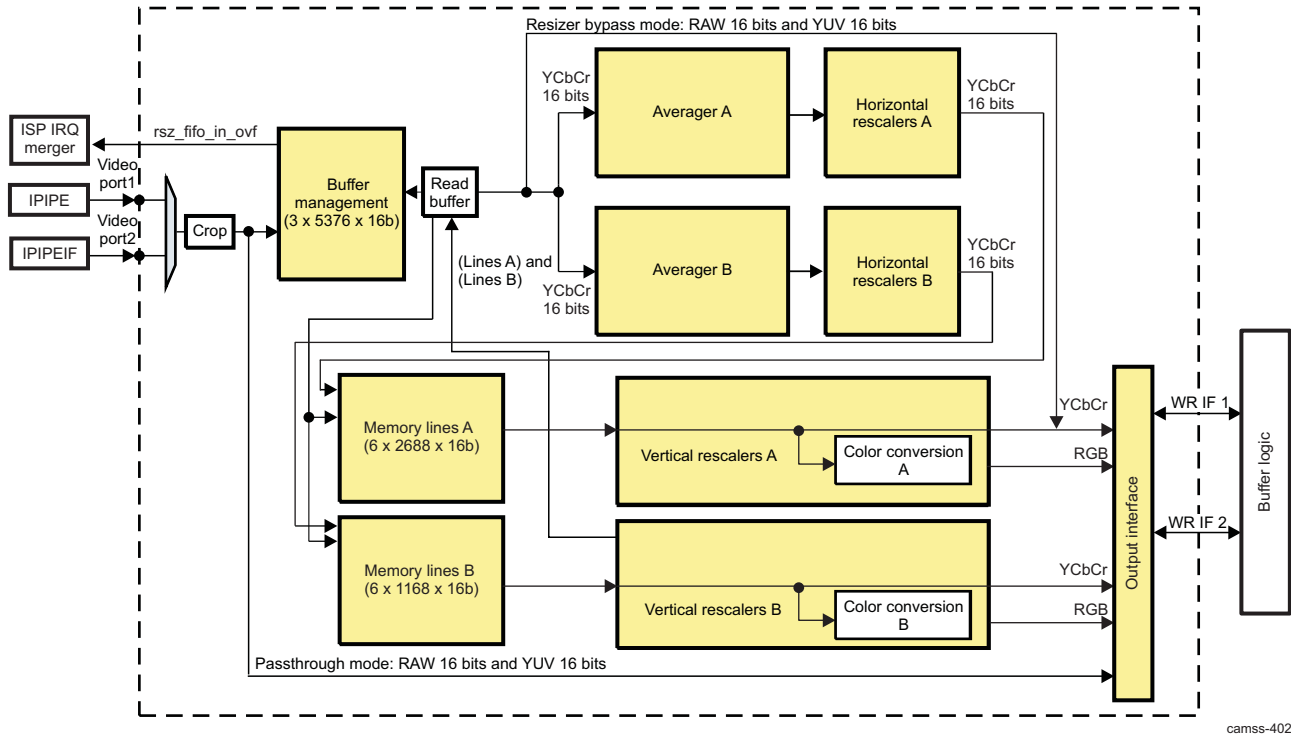 Resizer bypass mode: RAW 16 bits and YUV 16 bits
YCbCr
16 bits
Averager A
Horizontal
rescalers A
YCbCr
16 bits
ISP IRQ
merger
rsz_fifo_in_ovf
Video
port1
IPIPE
Video
port2
IPIPEIF
Crop
Buffer
management
(3 x 5376 x 16b)
Read
buffer
(Lines A) and
(Lines B)
YCbCr
16 bits
Averager B
Horizontal
rescalers B
YCbCr
16 bits
Memory lines A
(6 x 2688 x 16b)
Vertical rescalers A
Color conversion
A
YCbCr
RGB
Memory lines B
(6 x 1168 x 16b)
Vertical rescalers B
Color conversion
B
YCbCr
RGB
Output interface
WR IF 1
WR IF 2
Buffer logic
Passthrough mode: RAW 16 bits and YUV 16 bits
camss-402